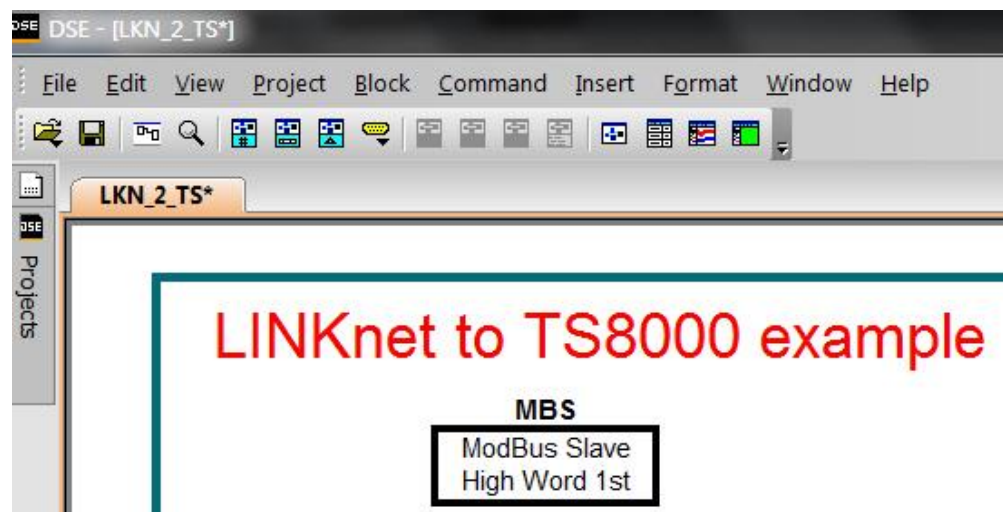 DSE DSE - [LKN_2_TS*]
File Edit View Project Block Command Insert Format Window Help
LKN_2_TS*
DSE
Projects
LINKnet to TS8000 example
MBS
ModBus Slave
High Word 1st